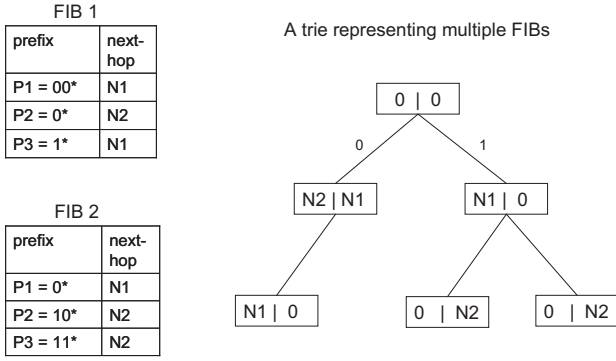 FIB 1
prefix next-hop
P1 = 00* N1
P2 = 0* N2
P3 = 1* N1
FIB 2
prefix next-hop
P1 = 0* N1
P2 = 10* N2
P3 = 11* N2
A trie representing multiple FIBs
0 | 0
0 1
N2 | N1 N1 | 0
N1 | 0 0 | N2 0 | N2